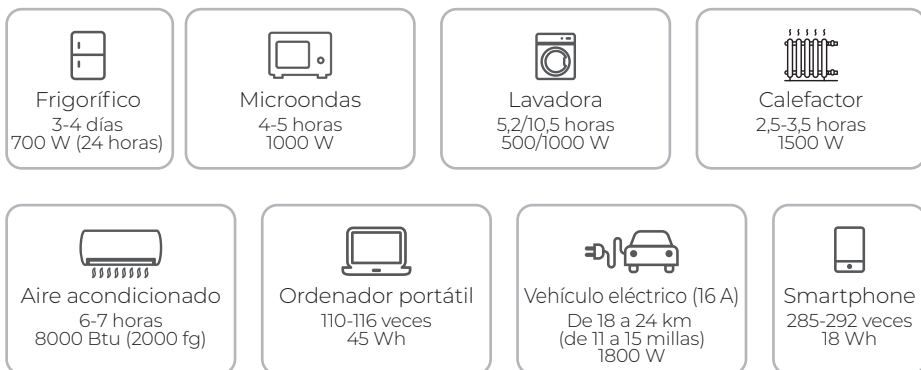 Frigorífico
3-4 días
700 W (24 horas)
Microondas
4-5 horas
1000 W
Lavadora
5,2/10,5 horas
500/1000 W
Calefactor
2,5-3,5 horas
1500 W
Aire acondicionado
6-7 horas
8000 Btu (2000 fg)
Ordenador portátil
110-116 veces
45 Wh
Vehículo eléctrico (16 A)
De 18 a 24 km
(de 11 a 15 millas)
1800 W
Smartphone
285-292 veces
18 Wh